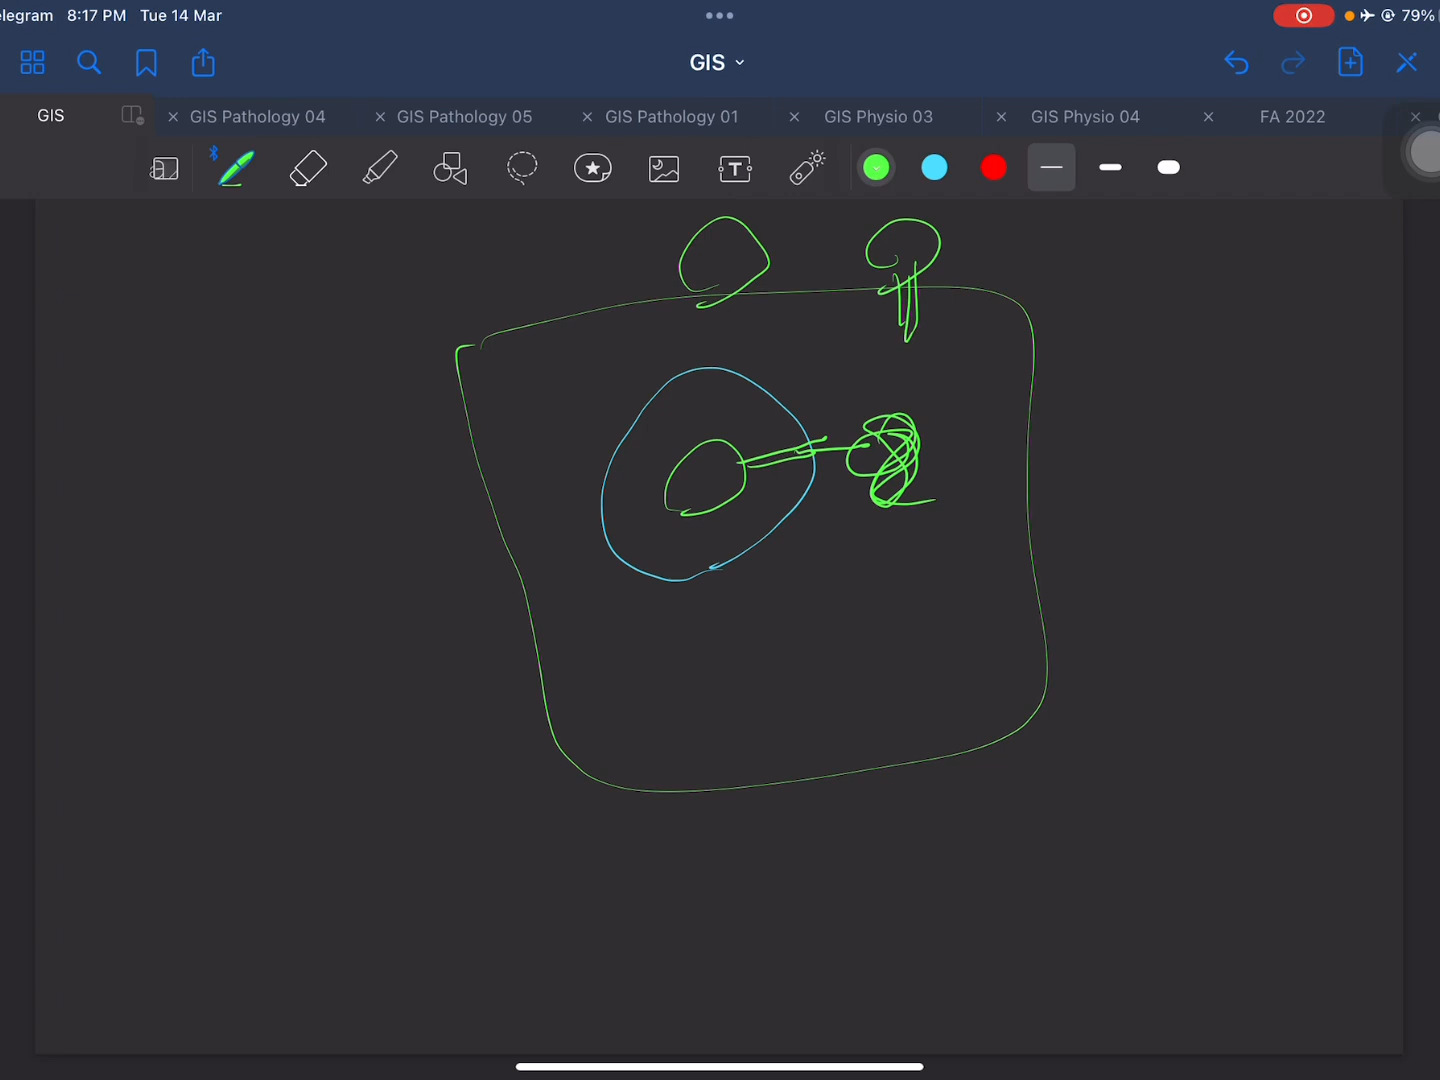 elegram 8:17 PM Tue 14 Mar 79%
GIS
GIS GIS Pathology 04 GIS Pathology 05 GIS Pathology 01 GIS Physio 03 GIS Physio 04 FA 2022
T